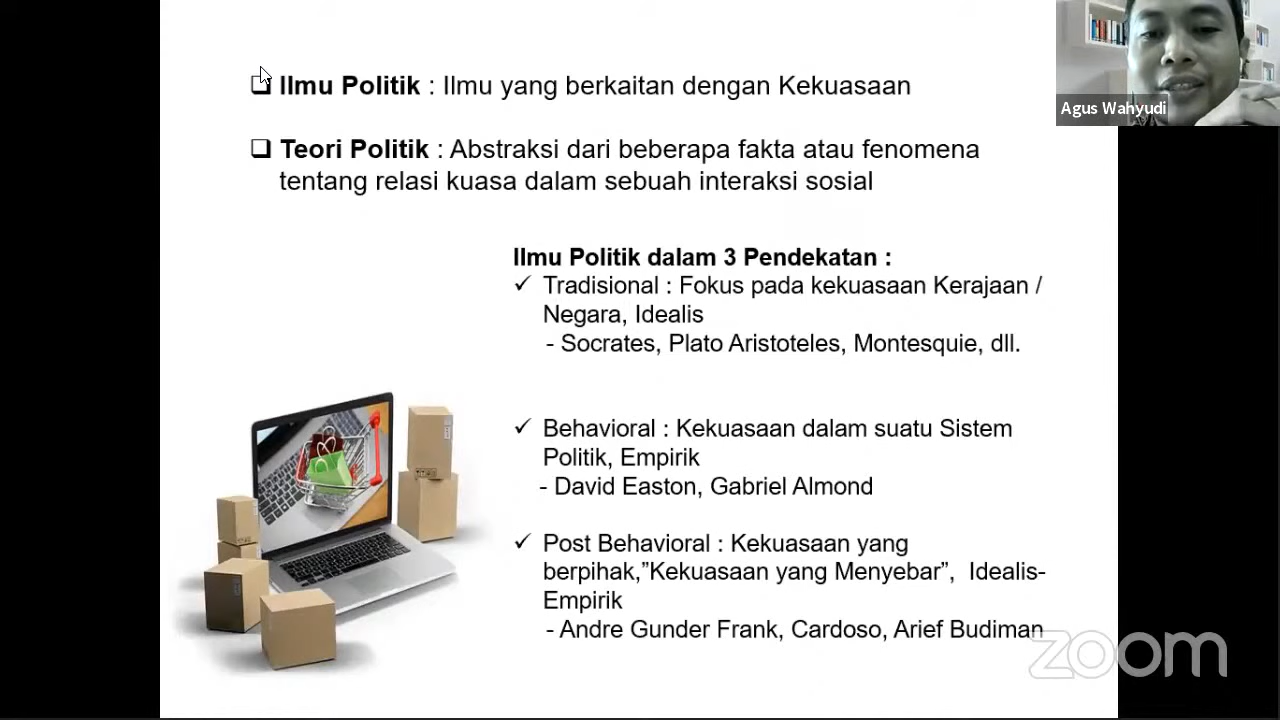 Ilmu Politik : Ilmu yang berkaitan dengan Kekuasaan
Agus Wahyudi
Teori Politik : Abstraksi dari beberapa fakta atau fenomena
tentang relasi kuasa dalam sebuah interaksi sosial
Ilmu Politik dalam 3 Pendekatan :
Tradisional : Fokus pada kekuasaan Kerajaan /
Negara, Idealis
- Socrates, Plato Aristoteles, Montesquie, dll.
Behavioral : Kekuasaan dalam suatu Sistem
Politik, Empirik
- David Easton, Gabriel Almond
Post Behavioral : Kekuasaan yang
berpihak,”Kekuasaan yang Menyebar”, Idealis-
Empirik
- Andre Gunder Frank, Cardoso, Arief Budiman
zoom